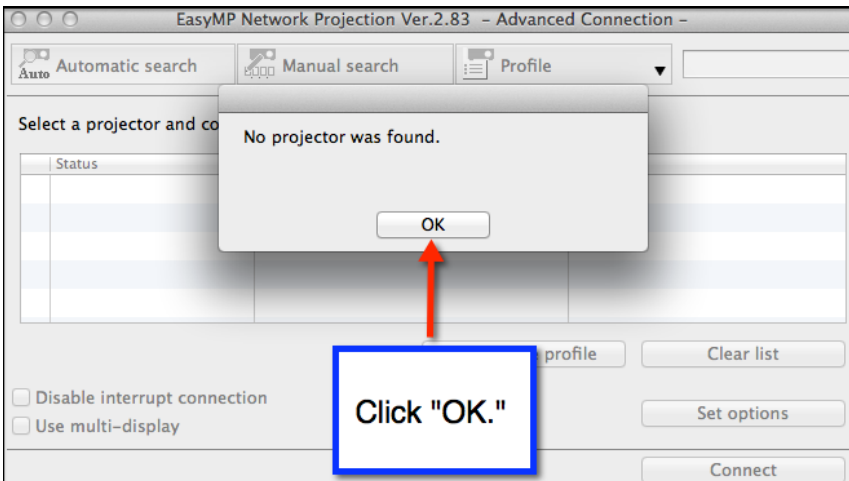 EasyMP Network Projection Ver.2.83 – Advanced Connection –
Auto Automatic search Manual search Profile
Select a projector and co
No projector was found.
Status
OK
profile Clear list
Disable interrupt connection
Click "OK."
Set options
Use multi-display
Connect